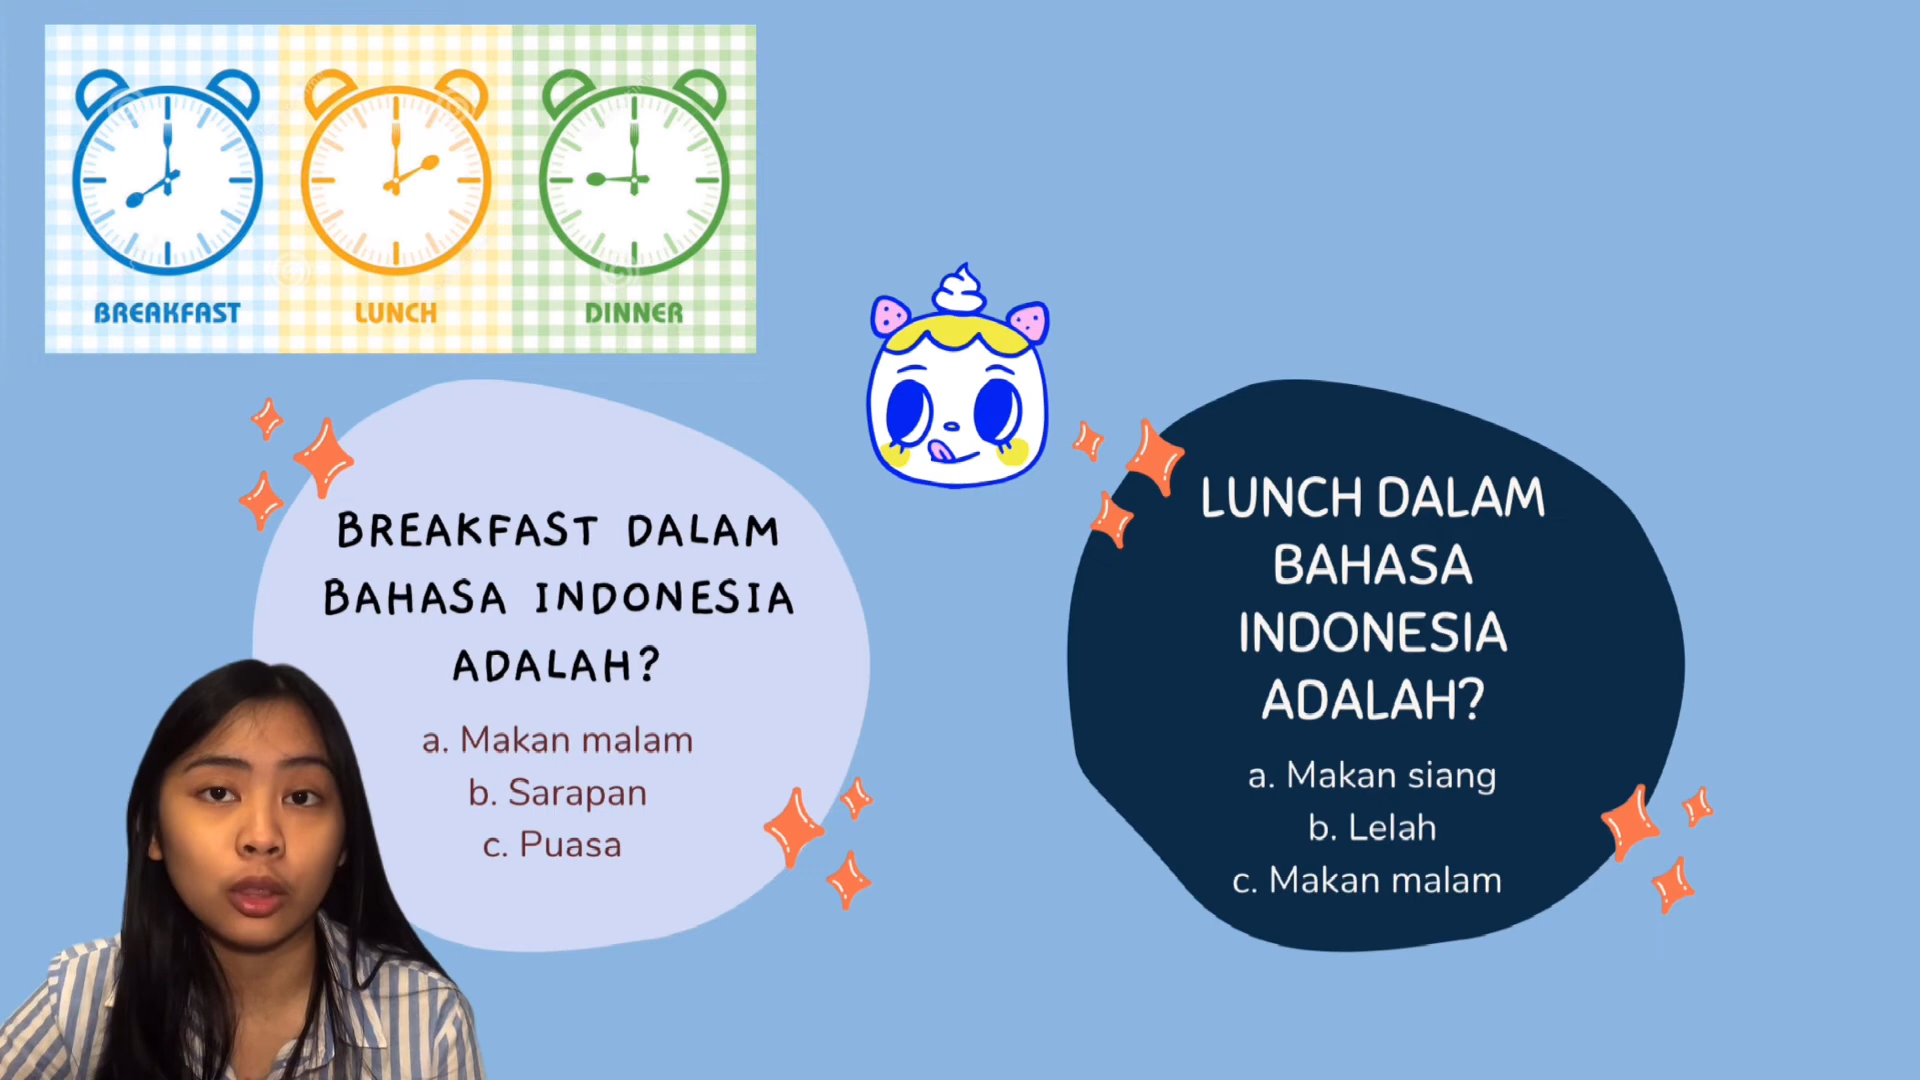 BREAKFAST
LUNCH
DINNER
BREAKFAST DALAM
BAHASA INDONESIA
ADALAH?
a. Makan malam
b. Sarapan
c. Puasa
LUNCH DALAM
BAHASA
INDONESIA
ADALAH?
a. Makan siang
b. Lelah
c. Makan malam